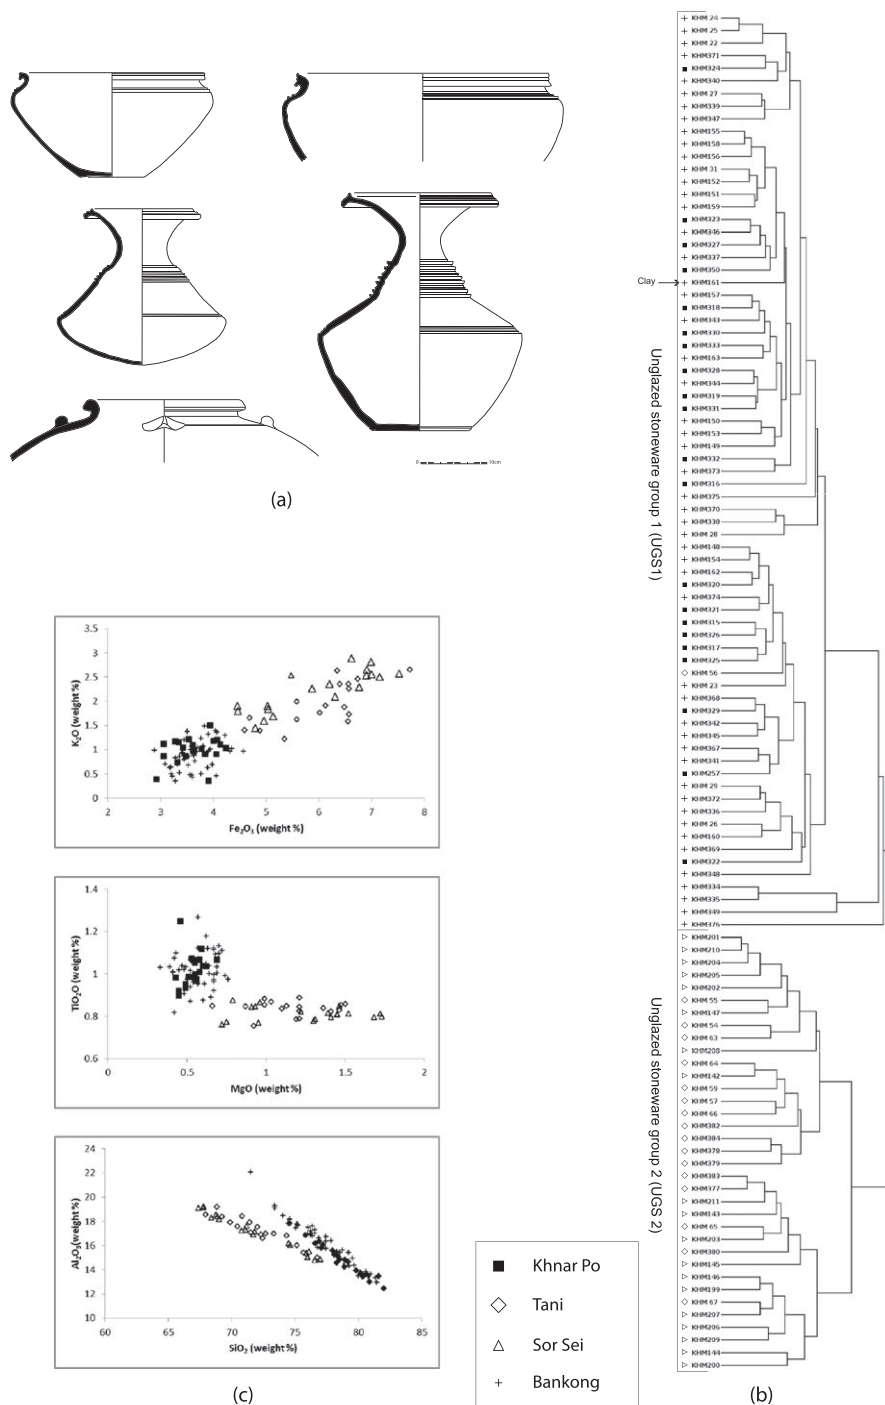 0
10cm
(a)
K2O (weight %)
3.5
3
2.5
2
1.5
1
0.5
0
2
3
4
5
6
7
8
Fe2O3 (weight %)
TiO2O (weight %)
1.4
1.2
1
0.8
0.6
0
0.5
1
1.5
2
MgO (weight %)
Al2O3(weight %)
24
22
20
18
16
14
12
10
60
65
70
75
80
85
SiO2 (weight %)
(c)
Khnar Po
Tani
Sor Sei
Bankong
Clay
Unglazed stoneware group 1 (UGS1)
Unglazed stoneware group 2 (UGS 2)
KHM 24
KHM 25
KHM 22
KHM371
KHM324
KHM340
KHM 27
KHM339
KHM347
KHM155
KHM158
KHM156
KHM 31
KHM152
KHM151
KHM159
KHM323
KHM346
KHM327
KHM337
KHM350
KHM161
KHM157
KHM318
KHM343
KHM330
KHM333
KHM163
KHM328
KHM344
KHM319
KHM331
KHM150
KHM153
KHM149
KHM332
KHM373
KHM316
KHM375
KHM370
KHM338
KHM 28
KHM148
KHM154
KHM162
KHM320
KHM374
KHM321
KHM315
KHM326
KHM317
KHM325
KHM 56
KHM 23
KHM368
KHM329
KHM342
KHM345
KHM367
KHM341
KHM257
KHM 29
KHM372
KHM336
KHM 26
KHM160
KHM369
KHM322
KHM348
KHM334
KHM335
KHM349
KHM376
KHM201
KHM210
KHM204
KHM205
KHM202
KHM 55
KHM147
KHM 54
KHM 63
KHM208
KHM 64
KHM142
KHM 59
KHM 57
KHM 66
KHM382
KHM384
KHM378
KHM379
KHM383
KHM377
KHM211
KHM143
KHM 65
KHM203
KHM380
KHM145
KHM146
KHM199
KHM 67
KHM207
KHM206
KHM209
KHM144
KHM200
(b)